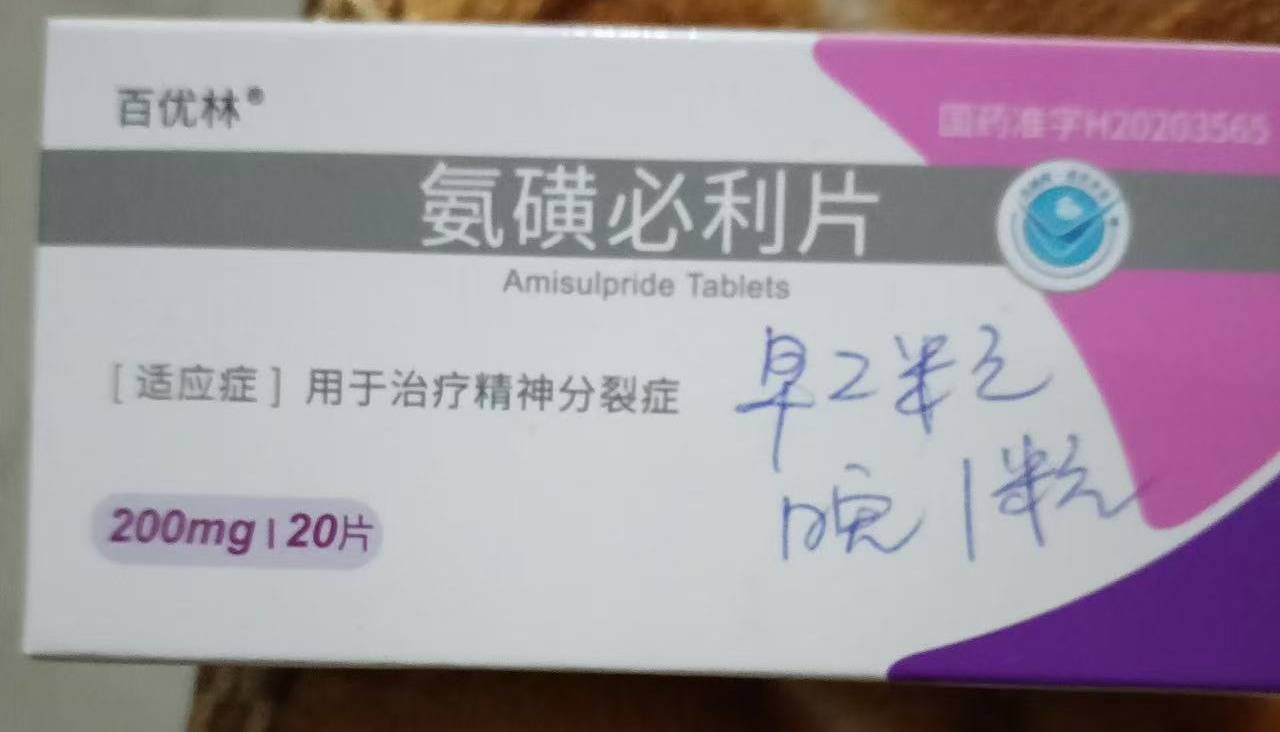 百优林®
国药准字H20203565
氨磺必利片
Amisulpride Tablets
[适应症] 用于治疗精神分裂症
早2粒
晚1粒
200mg | 20片